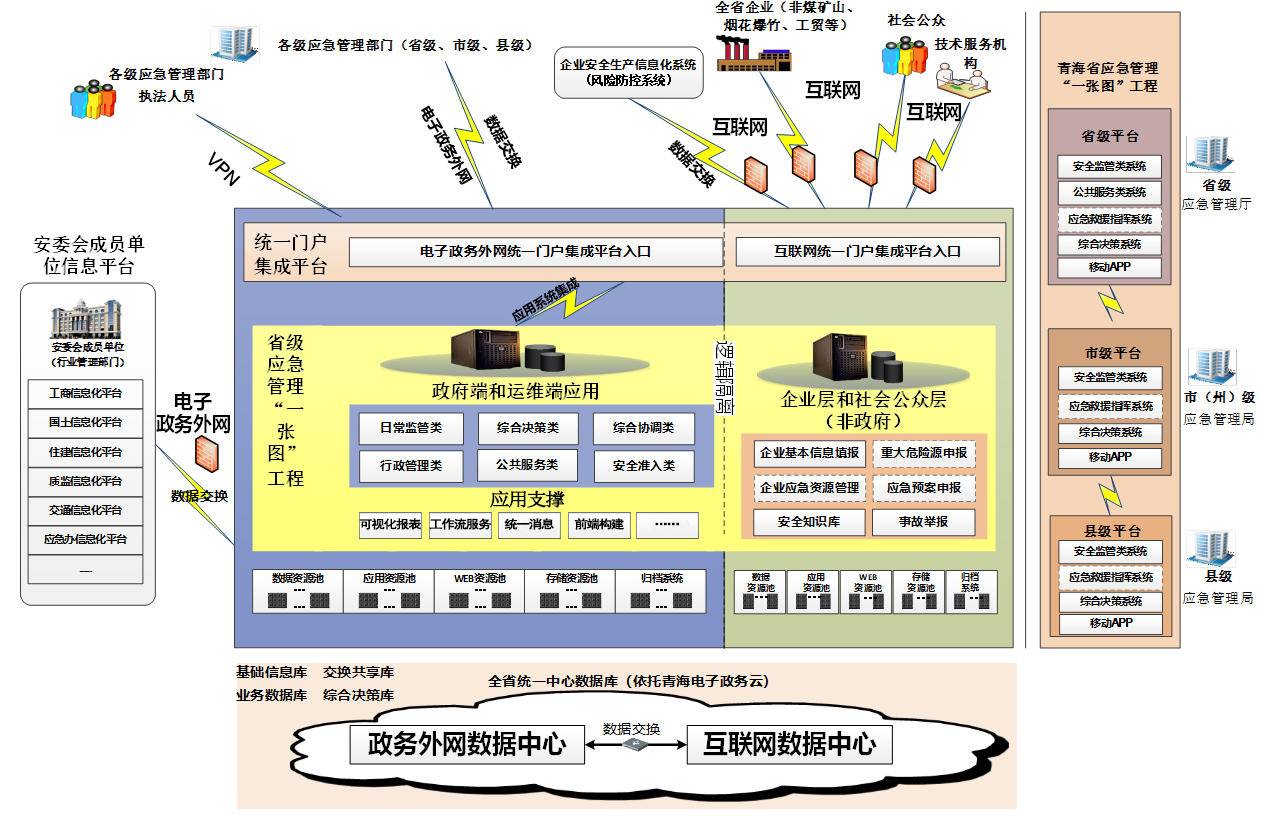 各级应急管理部门（省级、市级、县级）
各级应急管理部门
执法人员
VPN
电子政务外网
数据交换
企业安全生产信息化系统
（风险防控系统）
全省企业（非煤矿山、
烟花爆竹、工贸等）
社会公众
技术服务机
构
互联网
互联网
互联网
数据交换
安委会成员单
位信息平台
安委会成员单位
（行业管理部门）
工商信息化平台
国土信息化平台
住建信息化平台
质监信息化平台
交通信息化平台
应急办信息化平台
......
电子
政务外网
数据交换
统一门户
集成平台
电子政务外网统一门户集成平台入口
互联网统一门户集成平台入口
应用系统集成
省级
应急
管理
“一
张
图”
工程
政府端和运维端应用
日常监管类
综合决策类
综合协调类
行政管理类
公共服务类
安全准入类
应用支撑
可视化报表
工作流服务
统一消息
前端构建
......
逻辑隔离
企业层和社会公众层
（非政府）
企业基本信息填报
重大危险源申报
企业应急资源管理
应急预案申报
安全知识库
事故举报
数据资源池
应用资源池
WEB资源池
存储资源池
归档系统
数据
资源池
应用
资源池
WEB
资源池
存储
资源池
归档
系统
基础信息库 交换共享库
业务数据库 综合决策库
全省统一中心数据库（依托青海电子政务云）
政务外网数据中心
数据交换
互联网数据中心
青海省应急管理
“一张图”工程
省级平台
安全监管类系统
公共服务类系统
应急救援指挥系统
综合决策系统
移动APP
省级
应急管理厅
市级平台
安全监管类系统
应急救援指挥系统
综合决策系统
移动APP
市（州）级
应急管理局
县级平台
安全监管类系统
应急救援指挥系统
综合决策系统
移动APP
县级
应急管理局